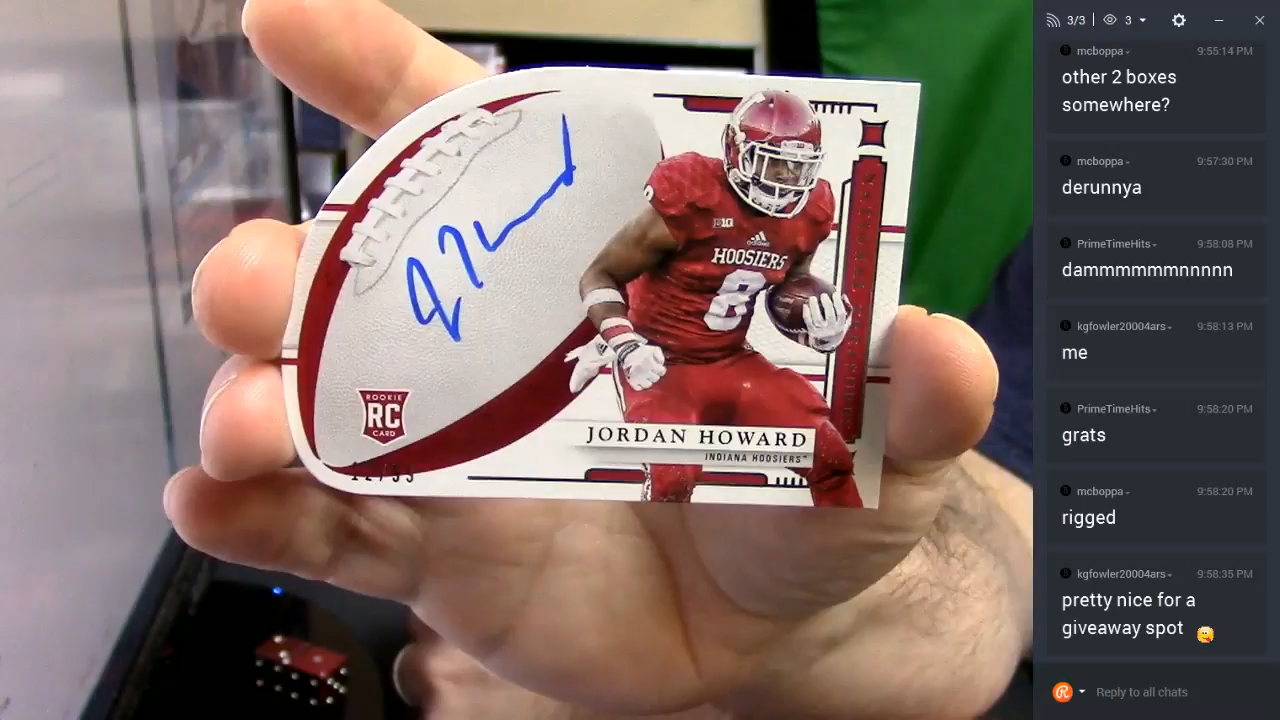 HOOSIERS
8
B1G
adidas
ROOKIE
RC
CARD
JORDAN HOWARD
INDIANA HOOSIERS
3/3
3
mcboppa
9:55:14 PM
other 2 boxes
somewhere?
mcboppa
9:57:30 PM
derunnya
PrimeTimeHits
9:58:08 PM
dammmmmmnnnnn
kgfowler20004ars
9:58:13 PM
me
PrimeTimeHits
9:58:20 PM
grats
mcboppa
9:58:20 PM
rigged
kgfowler20004ars
9:58:35 PM
pretty nice for a
giveaway spot
Reply to all chats